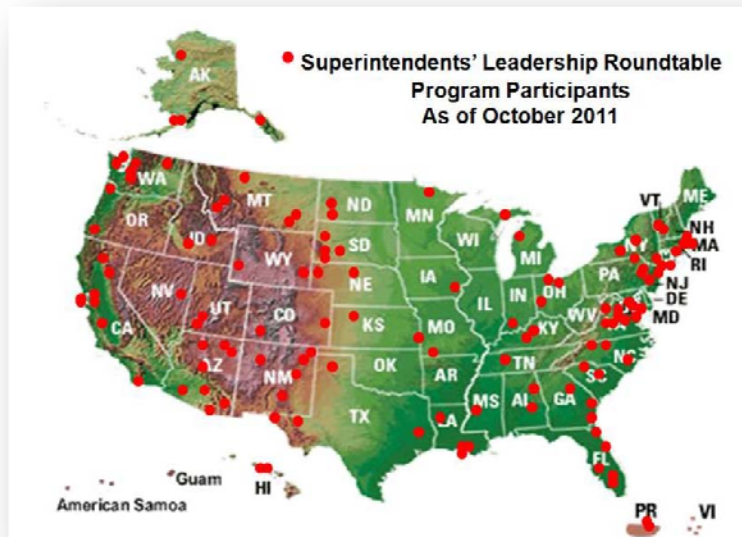 Superintendents' Leadership Roundtable
Program Participants
As of October 2011
AK
WA
MT
ND
MN
VT
ME
OR
ID
SD
WI
MI
NY
NH
MA
RI
WY
IA
PA
NJ
NV
NE
IL
IN
OH
DE
UT
CO
KS
MO
KY
WV
MD
CA
AZ
NM
OK
AR
TN
NC
SC
TX
LA
MS
GA
FL
American Samoa
Guam
HI
PR
VI